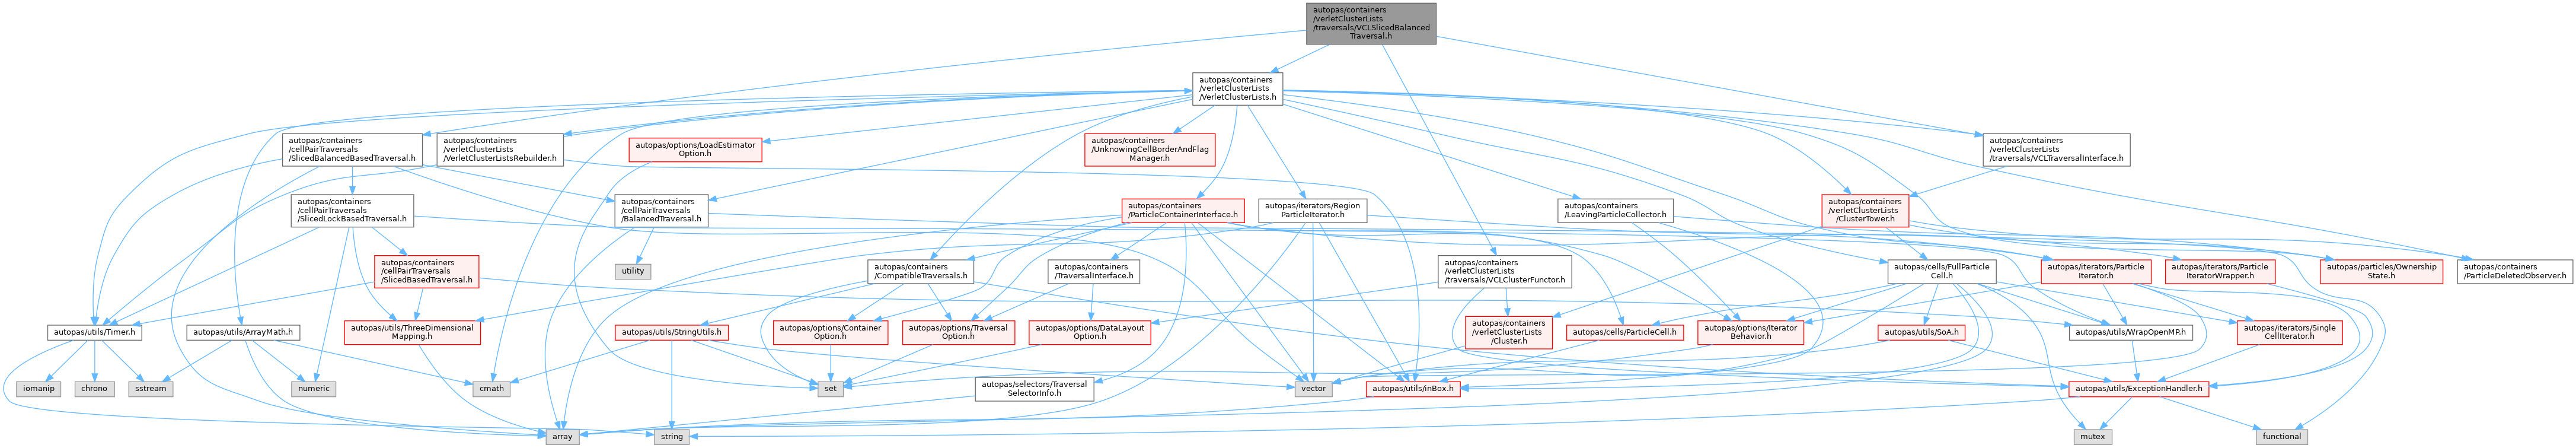 autopas/containers
/verletClusterLists
/traversals/VCLSlicedBalanced
Traversal.h
autopas/containers
/verletClusterLists
/VerletClusterLists.h
autopas/containers
/cellPairTraversals
/SlicedBalancedBasedTraversal.h
autopas/containers
/verletClusterLists
/VerletClusterListsRebuilder.h
autopas/options/LoadEstimator
Option.h
autopas/containers
/UnknowingCellBorderAndFlag
Manager.h
autopas/containers
/verletClusterLists
/traversals/VCLTraversalInterface.h
autopas/containers
/cellPairTraversals
/SlicedLockBasedTraversal.h
autopas/containers
/cellPairTraversals
/BalancedTraversal.h
autopas/containers
/ParticleContainerInterface.h
autopas/iterators/Region
ParticleIterator.h
autopas/containers
/LeavingParticleCollector.h
autopas/containers
/verletClusterLists
/ClusterTower.h
autopas/containers
/cellPairTraversals
/SlicedBasedTraversal.h
utility
autopas/containers
/CompatibleTraversals.h
autopas/containers
/TraversalInterface.h
autopas/containers
/verletClusterLists
/traversals/VCLClusterFunctor.h
autopas/cells/FullParticle
Cell.h
autopas/iterators/Particle
Iterator.h
autopas/iterators/Particle
IteratorWrapper.h
autopas/particles/Ownership
State.h
autopas/containers
/ParticleDeletedObserver.h
autopas/utils/Timer.h
autopas/utils/ArrayMath.h
autopas/utils/ThreeDimensional
Mapping.h
autopas/utils/StringUtils.h
autopas/options/Container
Option.h
autopas/options/Traversal
Option.h
autopas/options/DataLayout
Option.h
autopas/containers
/verletClusterLists
/Cluster.h
autopas/cells/ParticleCell.h
autopas/options/Iterator
Behavior.h
autopas/utils/SoA.h
autopas/utils/WrapOpenMP.h
autopas/iterators/Single
CellIterator.h
iomanip
chrono
sstream
numeric
cmath
set
autopas/selectors/Traversal
SelectorInfo.h
vector
autopas/utils/inBox.h
autopas/utils/ExceptionHandler.h
array
string
mutex
functional